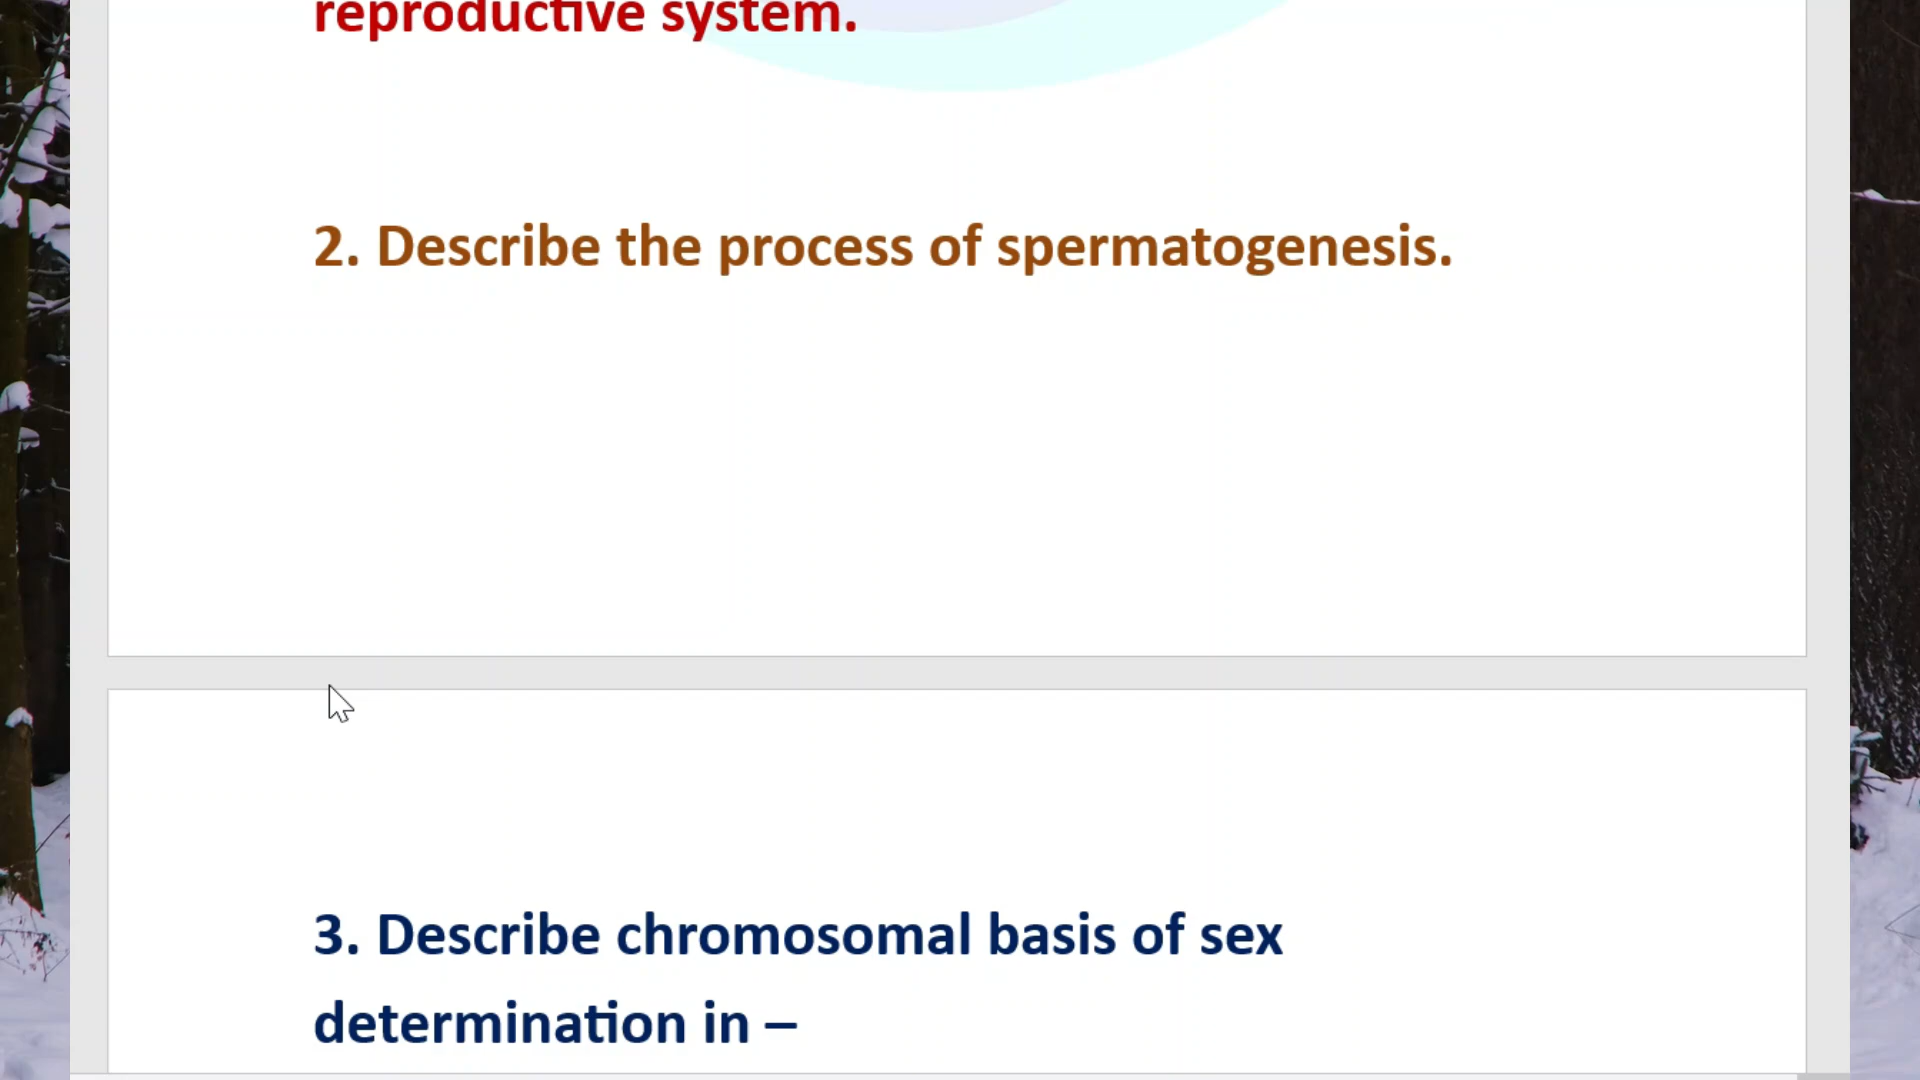 reproductive system.
2. Describe the process of spermatogenesis.
3. Describe chromosomal basis of sex
determination in –